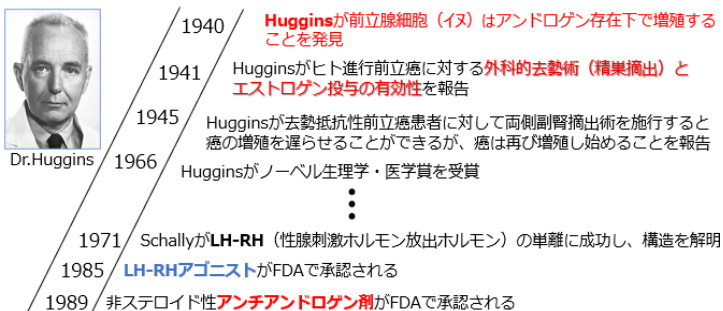 1940
Hugginsが前立腺細胞（イヌ）はアンドロゲン存在下で増殖する
ことを発見
1941
Hugginsがヒト進行前立癌に対する外科的去勢術（精巣摘出）と
エストロゲン投与の有効性を報告
1945
Hugginsが去勢抵抗性前立癌患者に対して両側副腎摘出術を施行すると
癌の増殖を遅らせることができるが、癌は再び増殖し始めることを報告
Dr.Huggins
1966
Hugginsがノーベル生理学・医学賞を受賞
1971
SchallyがLH-RH（性腺刺激ホルモン放出ホルモン）の単離に成功し、構造を解明
1985
LH-RHアゴニストがFDAで承認される
1989
非ステロイド性アンチアンドロゲン剤がFDAで承認される